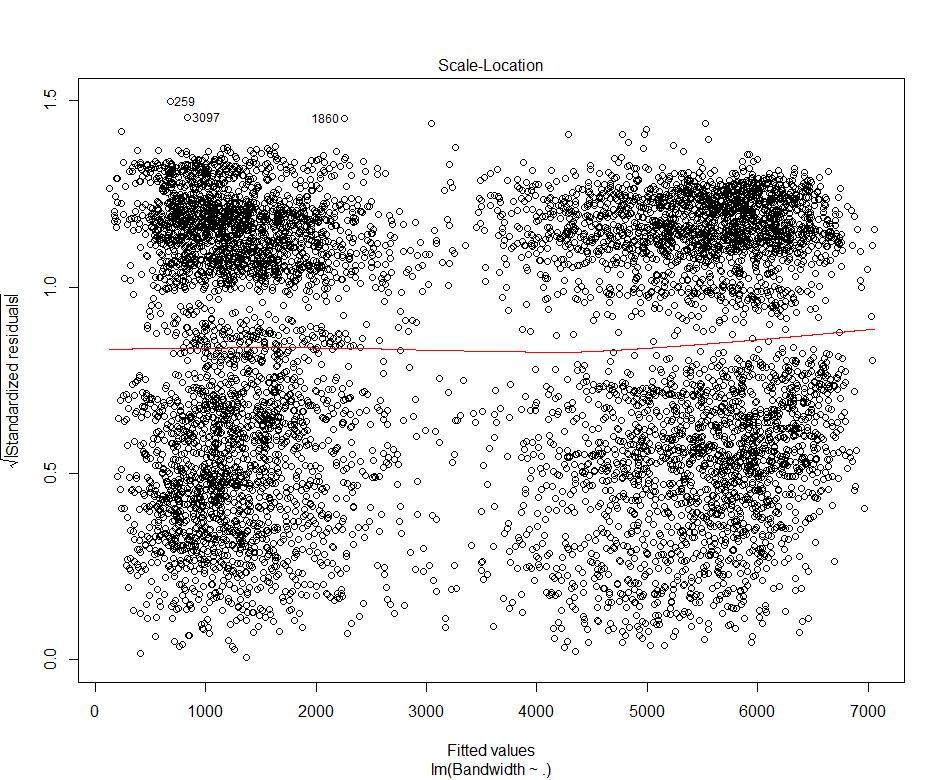 Scale-Location
259
3097
1860
1.5
1.0
0.5
0.0
√|Standardized residuals|
0 1000 2000 3000 4000 5000 6000 7000
Fitted values
lm(Bandwidth ~ .)